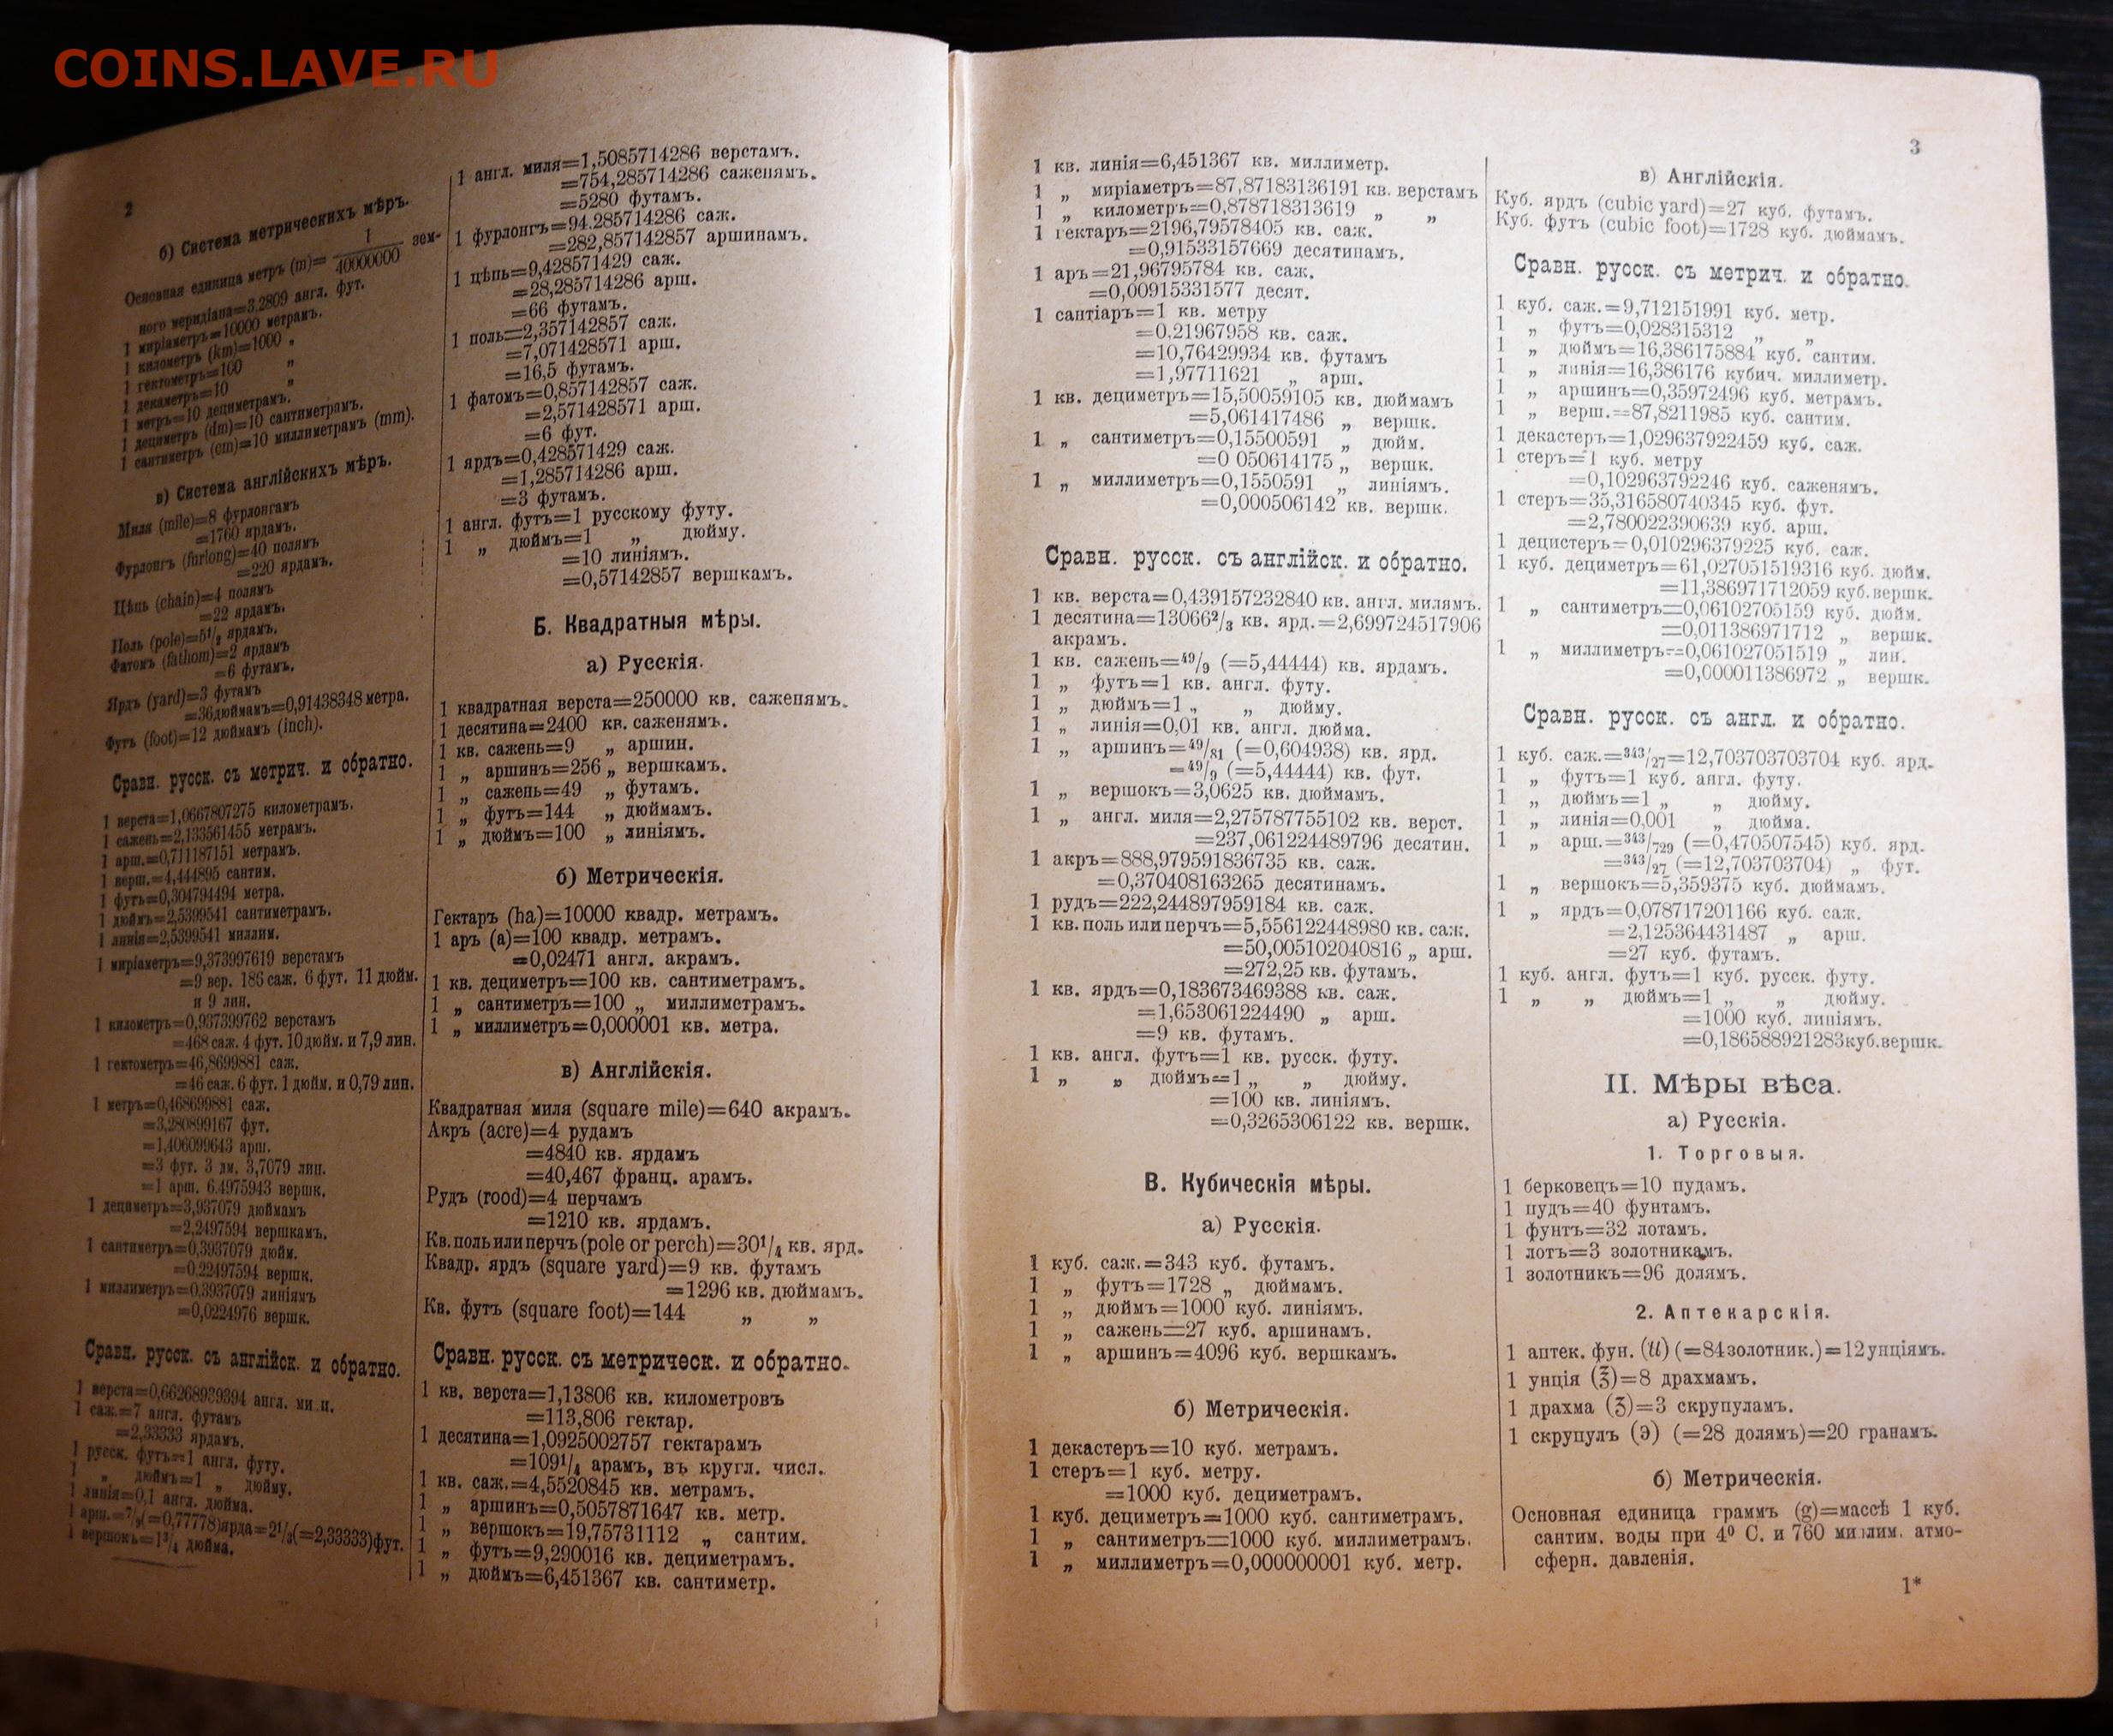 COINS.LAVE.RU
2
б) Система метрическихъ мѣръ.
Основная единица метръ (m)= 1/40000000 зем-
ного меридіана=3,2809 англ. фут.
1 миріаметръ=10000 метрамъ.
1 километръ (km)=1000 „
1 гектометръ=100 „
1 декаметръ=10 „
1 метръ=10 дециметрамъ.
1 дециметръ (dm)=10 сантиметрамъ.
1 сантиметръ (cm)=10 миллиметрамъ (mm).
в) Система англійскихъ мѣръ.
Миля (mile)=8 фурлонгамъ
=1760 ярдамъ.
Фурлонгъ (furlong)=40 полямъ
=220 ярдамъ.
Цѣпь (chain)=4 полямъ
=22 ярдамъ.
Поль (pole)=5¹/₂ ярдамъ.
Фатомъ (fathom)=2 ярдамъ
=6 футамъ.
Ярдъ (yard)=3 футамъ
=36 дюймамъ=0,91438348 метра.
Футъ (foot)=12 дюймамъ (inch).
Сравн. русск. съ метрич. и обратно.
1 верста=1,0667807275 километрамъ.
1 сажень=2,133561455 метрамъ.
1 арш.=0,711187151 метрамъ.
1 верш.=4,444895 сантим.
1 футъ=0,304794494 метра.
1 дюймъ=2,5399541 сантиметрамъ.
1 линія=2,5399541 миллим.
1 миріаметръ=9,373997619 верстамъ
=9 вер. 186 саж. 6 фут. 11 дюйм.
и 9 лин.
1 километръ=0,937399762 верстамъ
=468 саж. 4 фут. 10 дюйм. и 7,9 лин.
1 гектометръ=46,8699881 саж.
=46 саж. 6 фут. 1 дюйм. и 0,79 лин.
1 метръ=0,468699881 саж.
=3,280899167 фут.
=1,406099643 арш.
=3 фут. 3 дм. 3,7079 лин.
=1 арш. 6.4975943 вершк.
1 дециметръ=3,937079 дюймамъ
=2,2497594 вершкамъ.
1 сантиметръ=0,3937079 дюйм.
=0,22497594 вершк.
1 миллиметръ=0,3937079 линіямъ
=0,0224976 вершк.
Сравн. русск. съ англійск. и обратно.
1 верста=0,66268939394 англ. ми.и.
1 саж.=7 англ. футамъ
=2,33333 ярдамъ.
1 русск. футъ=1 англ. футу.
1 „ дюймъ=1 „ дюйму.
1 линія=0,1 англ. дюйма.
1 арш.=⁷/₉(=0,77778)ярда=2¹/₃(=2,33333)фут.
1 вершокъ=1³/₄ дюйма.
1 англ. миля=1,5085714286 верстамъ.
=754,285714286 саженямъ.
=5280 футамъ.
1 фурлонгъ=94.285714286 саж.
=282,857142857 аршинамъ.
1 цѣпь=9,428571429 саж.
=28,285714286 арш.
=66 футамъ.
1 поль=2,357142857 саж.
=7,071428571 арш.
=16,5 футамъ.
1 фатомъ=0,857142857 саж.
=2,571428571 арш.
=6 фут.
1 ярдъ=0,428571429 саж.
=1,285714286 арш.
=3 футамъ.
1 англ. футъ=1 русскому футу.
1 „ дюймъ=1 „ дюйму.
=10 линіямъ.
=0,57142857 вершкамъ.
Б. Квадратныя мѣры.
а) Русскія.
1 квадратная верста=250000 кв. саженямъ.
1 десятина=2400 кв. саженямъ.
1 кв. сажень=9 „ аршин.
1 „ аршинъ=256 „ вершкамъ.
1 „ сажень=49 „ футамъ.
1 „ футъ=144 „ дюймамъ.
1 „ дюймъ=100 „ линіямъ.
б) Метрическія.
Гектаръ (ha)=10000 квадр. метрамъ.
1 аръ (a)=100 квадр. метрамъ.
=0,02471 англ. акрамъ.
1 кв. дециметръ=100 кв. сантиметрамъ.
1 „ сантиметръ=100 „ миллиметрамъ.
1 „ миллиметръ=0,000001 кв. метра.
в) Англійскія.
Квадратная миля (square mile)=640 акрамъ.
Акръ (acre)=4 рудамъ
=4840 кв. ярдамъ
=40,467 франц. арамъ.
Рудъ (rood)=4 перчамъ
=1210 кв. ярдамъ.
Кв. поль или перчъ (pole or perch)=30¹/₄ кв. ярд.
Квадр. ярдъ (square yard)=9 кв. футамъ
=1296 кв. дюймамъ.
Кв. футъ (square foot)=144 „ „
Сравн. русск. съ метрическ. и обратно.
1 кв. верста=1,13806 кв. километровъ
=113,806 гектар.
1 десятина=1,0925002757 гектарамъ
=109¹/₄ арамъ, въ кругл. числ.
1 кв. саж.=4,5520845 кв. метрамъ.
1 „ аршинъ=0,5057871647 кв. метр.
1 „ вершокъ=19,75731112 „ сантим.
1 „ футъ=9,290016 кв. дециметрамъ.
1 „ дюймъ=6,451367 кв. сантиметр.
3
1 кв. линія=6,451367 кв. миллиметр.
1 „ миріаметръ=87,87183136191 кв. верстамъ
1 „ километръ=0,878718313619 „ „
1 гектаръ=2196,79578405 кв. саж.
=0,91533157669 десятинамъ.
1 аръ=21,96795784 кв. саж.
=0,00915331577 десят.
1 сантіаръ=1 кв. метру
=0,21967958 кв. саж.
=10,76429934 кв. футамъ
=1,97711621 „ арш.
1 кв. дециметръ=15,50059105 кв. дюймамъ
=5,061417486 „ вершк.
1 „ сантиметръ=0,15500591 „ дюйм.
=0 050614175 „ вершк.
1 „ миллиметръ=0,1550591 „ линіямъ.
=0,000506142 кв. вершк.
Сравн. русск. съ англійск. и обратно.
1 кв. верста=0,439157232840 кв. англ. милямъ.
1 десятина=13066²/₃ кв. ярд.=2,699724517906
акрамъ.
1 кв. сажень=⁴⁹/₉ (=5,44444) кв. ярдамъ.
1 „ футъ=1 кв. англ. футу.
1 „ дюймъ=1 „ „ дюйму.
1 „ линія=0,01 кв. англ. дюйма.
1 „ аршинъ=⁴⁹/₈₁ (=0,604938) кв. ярд.
=⁴⁹/₉ (=5,44444) кв. фут.
1 „ вершокъ=3,0625 кв. дюймамъ.
1 „ англ. миля=2,275787755102 кв. верст.
=237,061224489796 десятин.
1 акръ=888,979591836735 кв. саж.
=0,370408163265 десятинамъ.
1 рудъ=222,244897959184 кв. саж.
1 кв. поль или перчъ=5,556122448980 кв. саж.
=50,005102040816 „ арш.
=272,25 кв. футамъ.
1 кв. ярдъ=0,183673469388 кв. саж.
=1,653061224490 „ арш.
=9 кв. футамъ.
1 кв. англ. футъ=1 кв. русск. футу.
1 „ „ дюймъ=1 „ „ дюйму.
=100 кв. линіямъ.
=0,3265306122 кв. вершк.
В. Кубическія мѣры.
а) Русскія.
1 куб. саж.=343 куб. футамъ.
1 „ футъ=1728 „ дюймамъ.
1 „ дюймъ=1000 куб. линіямъ.
1 „ сажень=27 куб. аршинамъ.
1 „ аршинъ=4096 куб. вершкамъ.
б) Метрическія.
1 декастеръ=10 куб. метрамъ.
1 стеръ=1 куб. метру.
=1000 куб. дециметрамъ.
1 куб. дециметръ=1000 куб. сантиметрамъ.
1 „ сантиметръ=1000 куб. миллиметрамъ.
1 „ миллиметръ=0,000000001 куб. метр.
в) Англійскія.
Куб. ярдъ (cubic yard)=27 куб. футамъ.
Куб. футъ (cubic foot)=1728 куб. дюймамъ.
Сравн. русск. съ метрич. и обратно.
1 куб. саж.=9,712151991 куб. метр.
1 „ футъ=0,028315312 „ „
1 „ дюймъ=16,386175884 куб. сантим.
1 „ линія=16,386176 кубич. миллиметр.
1 „ аршинъ=0,35972496 куб. метрамъ.
1 „ верш.=87,8211985 куб. сантим.
1 декастеръ=1,029637922459 куб. саж.
1 стеръ=1 куб. метру
=0,102963792246 куб. саженямъ.
1 стеръ=35,316580740345 куб. фут.
=2,780022390639 куб. арш.
1 децистеръ=0,010296379225 куб. саж.
1 куб. дециметръ=61,027051519316 куб. дюйм.
=11,386971712059 куб. вершк.
1 „ сантиметръ=0,06102705159 куб. дюйм.
=0,011386971712 „ вершк.
1 „ миллиметръ=0,061027051519 „ лин.
=0,000011386972 „ вершк.
Сравн. русск. съ англ. и обратно.
1 куб. саж.=³⁴³/₂₇=12,703703703704 куб. ярд.
1 „ футъ=1 куб. англ. футу.
1 „ дюймъ=1 „ „ дюйму.
1 „ линія=0,001 „ дюйма.
1 „ арш.=³⁴³/₇₂₉ (=0,470507545) куб. ярд.
=³⁴³/₂₇ (=12,703703704) „ фут.
1 „ вершокъ=5,359375 куб. дюймамъ.
1 „ ярдъ=0,078717201166 куб. саж.
=2,125364431487 „ арш.
=27 куб. футамъ.
1 куб. англ. футъ=1 куб. русск. футу.
1 „ „ дюймъ=1 „ „ дюйму.
=1000 куб. линіямъ.
=0,186588921283 куб. вершк.
II. Мѣры вѣса.
а) Русскія.
1. Торговыя.
1 берковецъ=10 пудамъ.
1 пудъ=40 фунтамъ.
1 фунтъ=32 лотамъ.
1 лотъ=3 золотникамъ.
1 золотникъ=96 долямъ.
2. Аптекарскія.
1 аптек. фун. (℔) (=84 золотник.)=12 унціямъ.
1 унція (℥)=8 драхмамъ.
1 драхма (ʒ)=3 скрупуламъ.
1 скрупулъ (Э) (=28 долямъ)=20 гранамъ.
б) Метрическія.
Основная единица граммъ (g)=массѣ 1 куб.
сантим. воды при 4⁰ С. и 760 миллим. атмо-
сферн. давленія.
1*